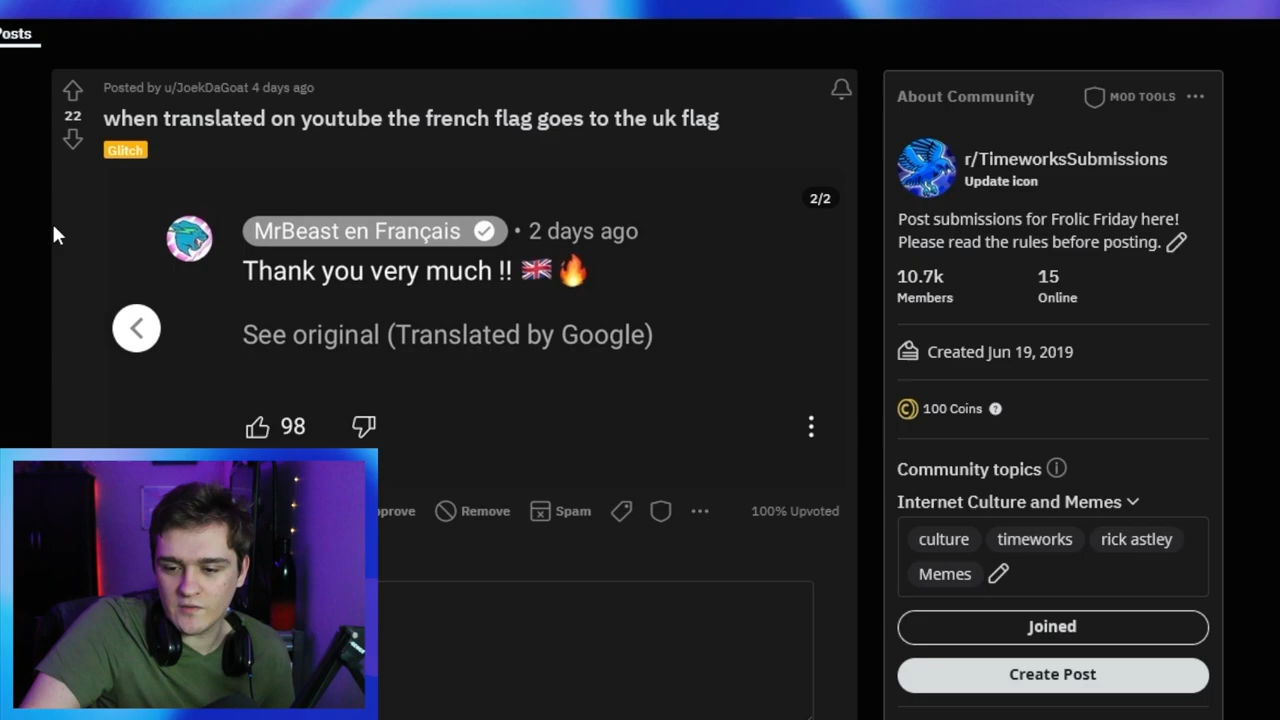 Posts
Posted by u/JoekDaGoat 4 days ago
22
when translated on youtube the french flag goes to the uk flag
Glitch
2/2
MrBeast en Français • 2 days ago
Thank you very much !! 🇬🇧🔥
See original (Translated by Google)
98
Remove Spam ··· 100% Upvoted
About Community MOD TOOLS ···
r/TimeworksSubmissions
Update icon
Post submissions for Frolic Friday here!
Please read the rules before posting.
10.7k 15
Members Online
Created Jun 19, 2019
100 Coins
Community topics
Internet Culture and Memes
culture timeworks rick astley
Memes
Joined
Create Post